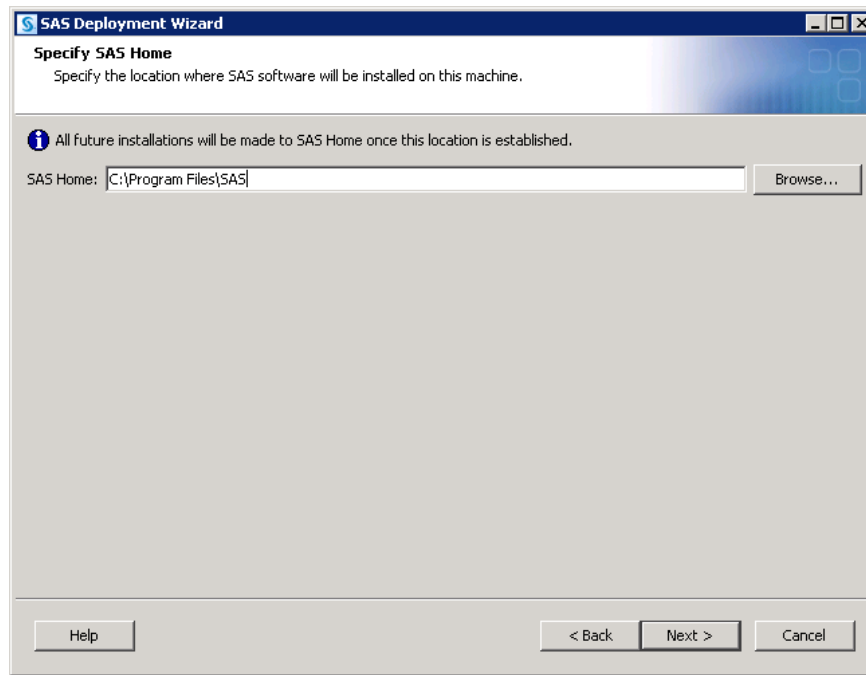 SAS Deployment Wizard
Specify SAS Home
Specify the location where SAS software will be installed on this machine.
All future installations will be made to SAS Home once this location is established.
SAS Home: C:\Program Files\SAS Browse...
Help < Back Next > Cancel